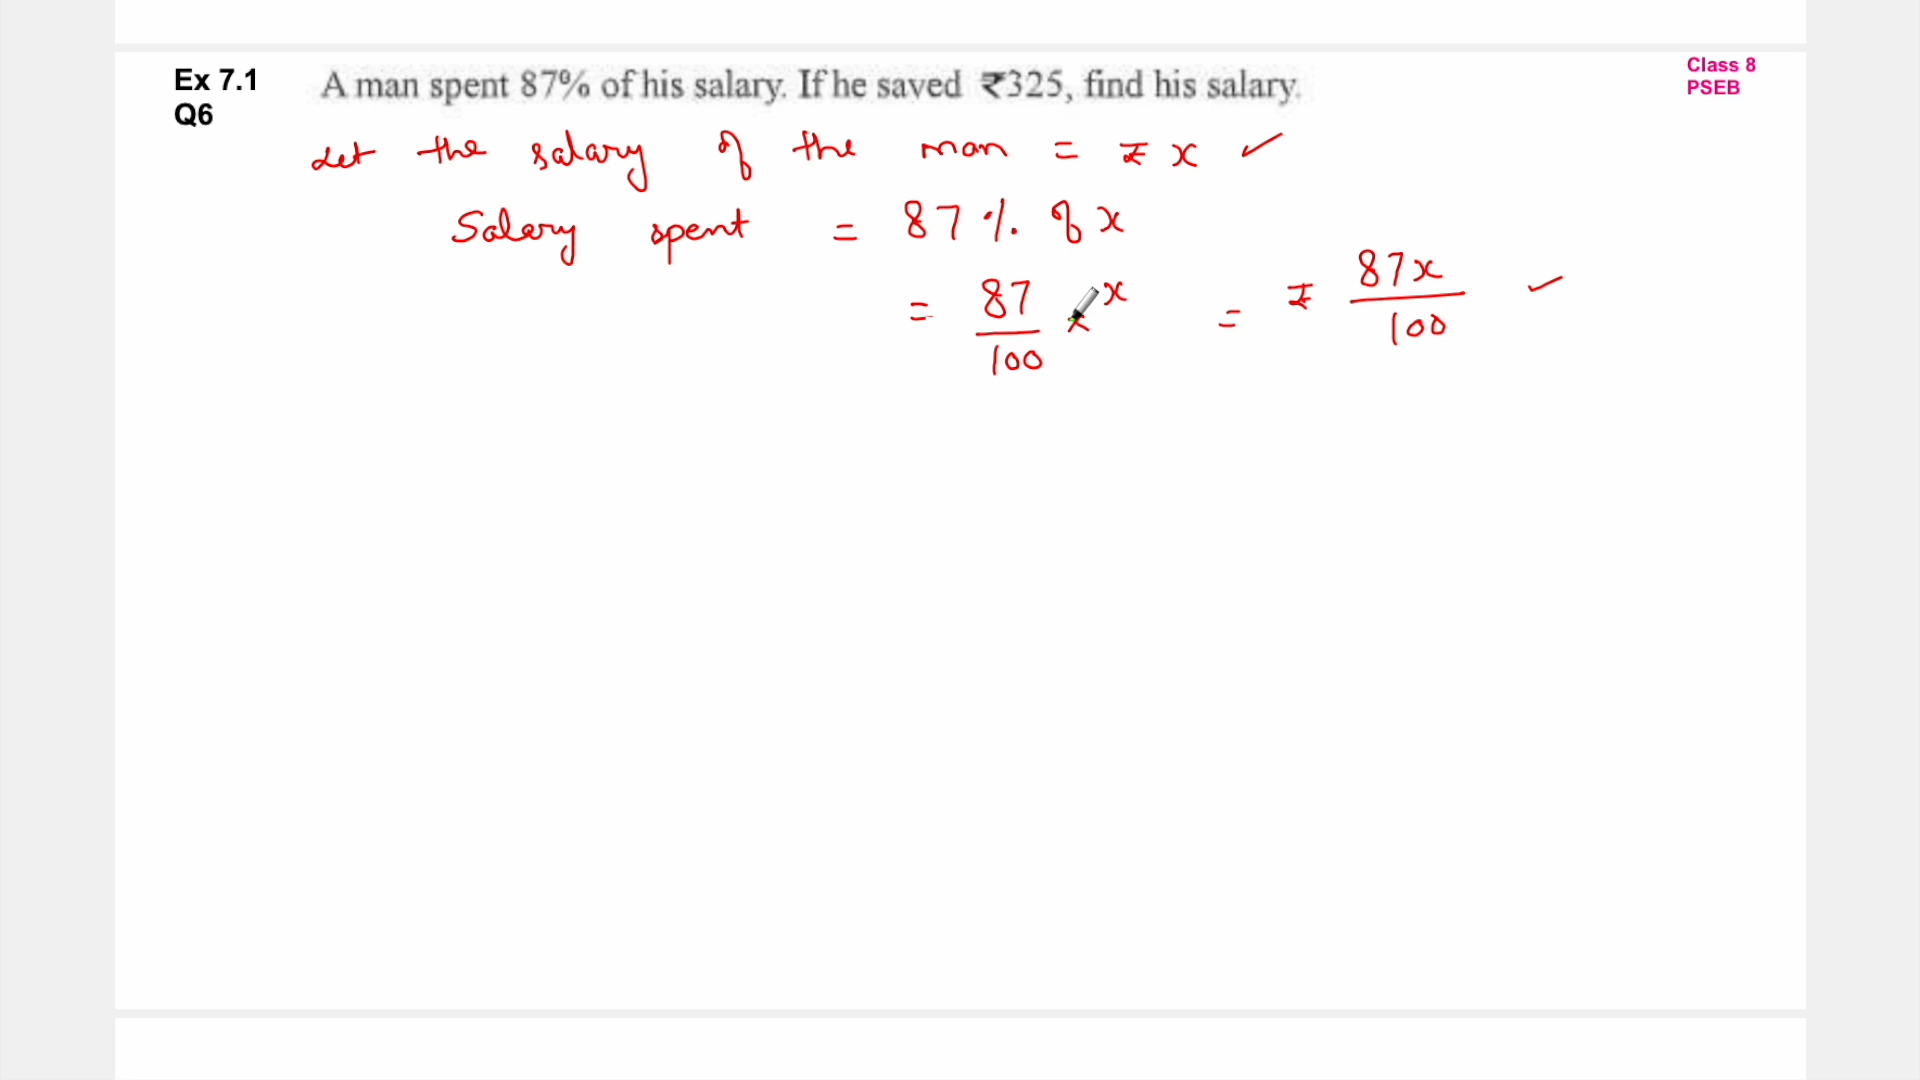 Ex 7.1 A man spent 87% of his salary. If he saved ₹325, find his salary.
Q6
Class 8
PSEB
Let the salary of the man = ₹ x ✓
Salary spent = 87% of x
= 87/100 × x = ₹ 87x/100 ✓